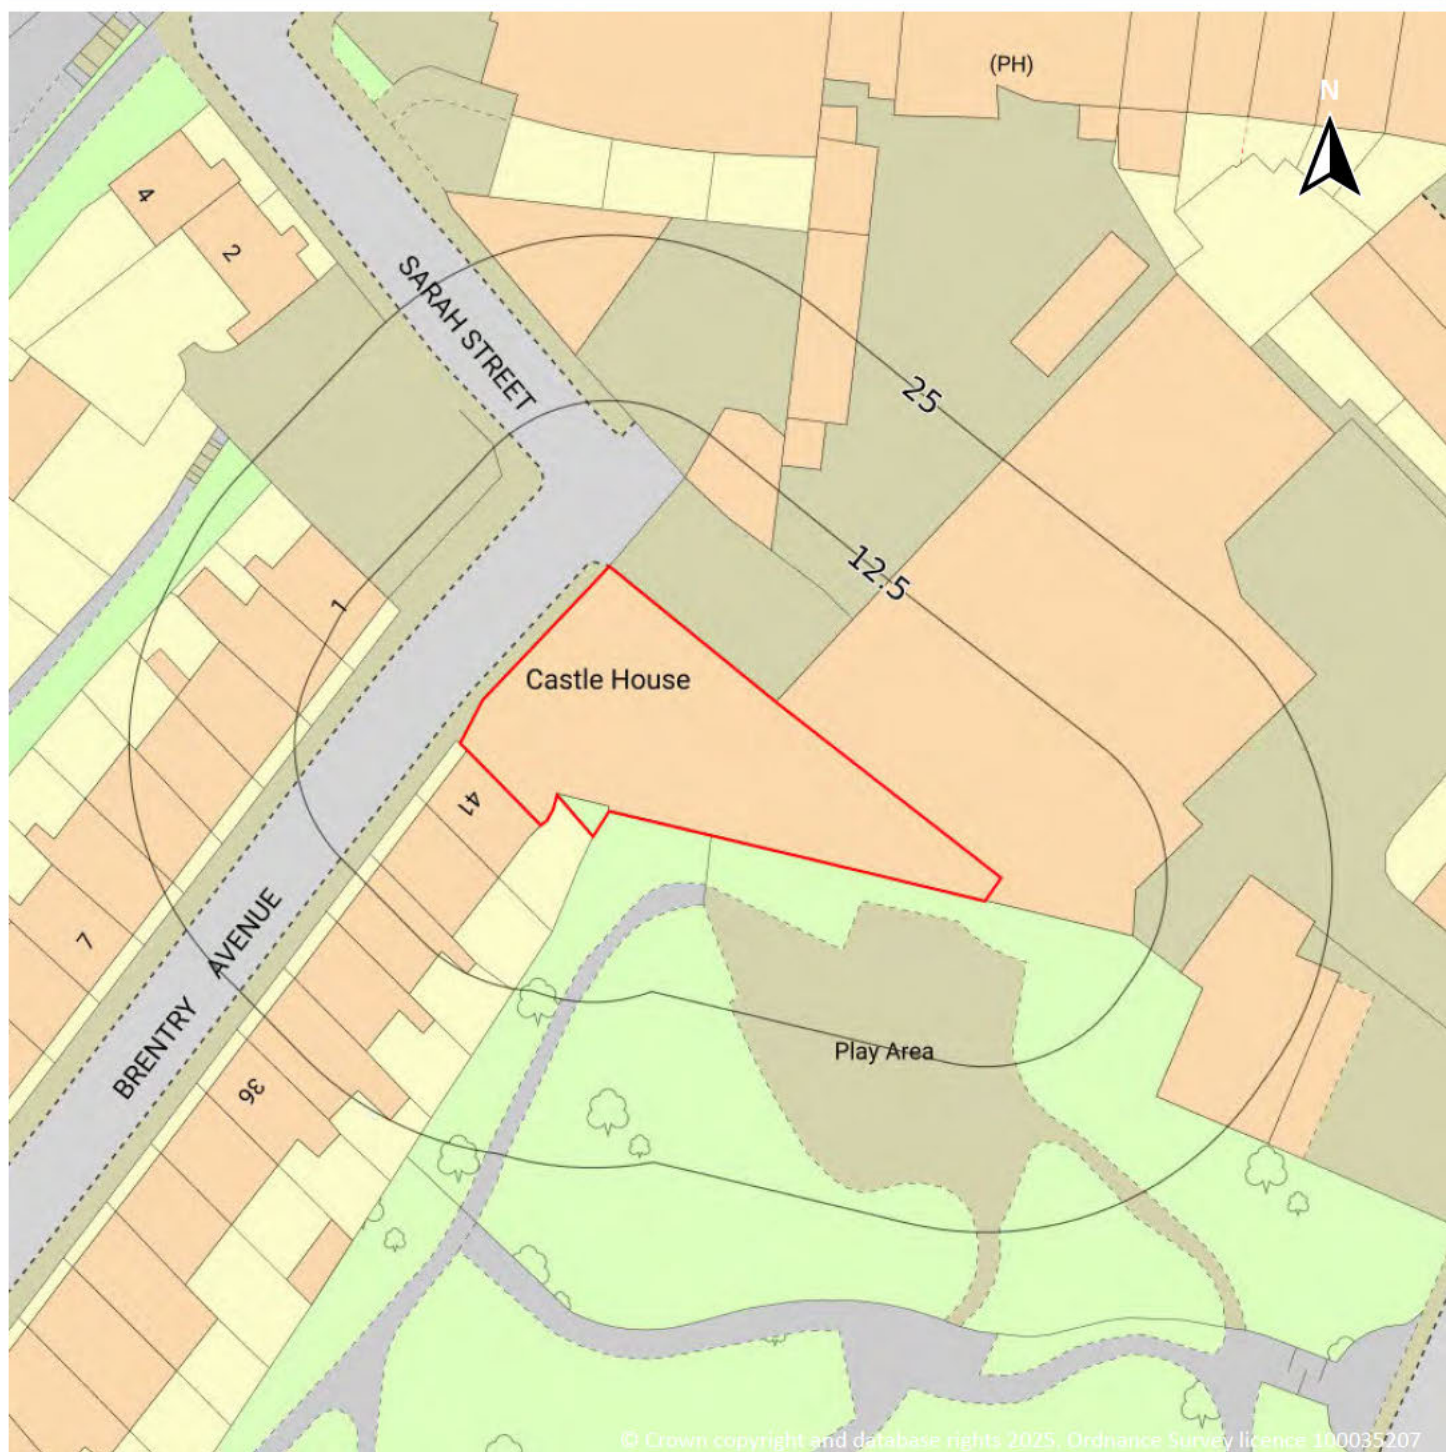 (PH)
N
4
2
SARAH STREET
25
12.5
1
Castle House
41
7
BRENTRY AVENUE
36
Play Area
© Crown copyright and database rights 2025. Ordnance Survey licence 100035207